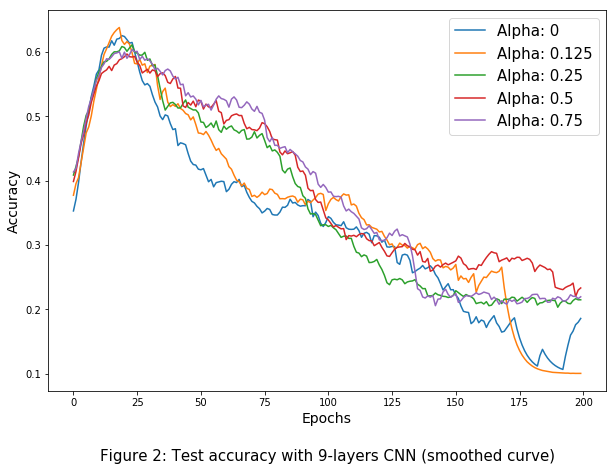 Alpha: 0
Alpha: 0.125
Alpha: 0.25
Alpha: 0.5
Alpha: 0.75
Accuracy
0.6
0.5
0.4
0.3
0.2
0.1
0 25 50 75 100 125 150 175 200
Epochs
Figure 2: Test accuracy with 9-layers CNN (smoothed curve)